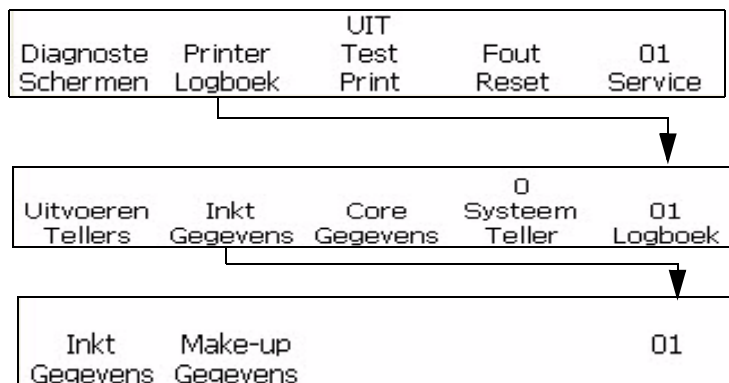 UIT
Diagnoste Printer Test Fout 01
Schermen Logboek Print Reset Service
0
Uitvoeren Inkt Core Systeem 01
Tellers Gegevens Gegevens Teller Logboek
Inkt Make-up 01
Gegevens Gegevens